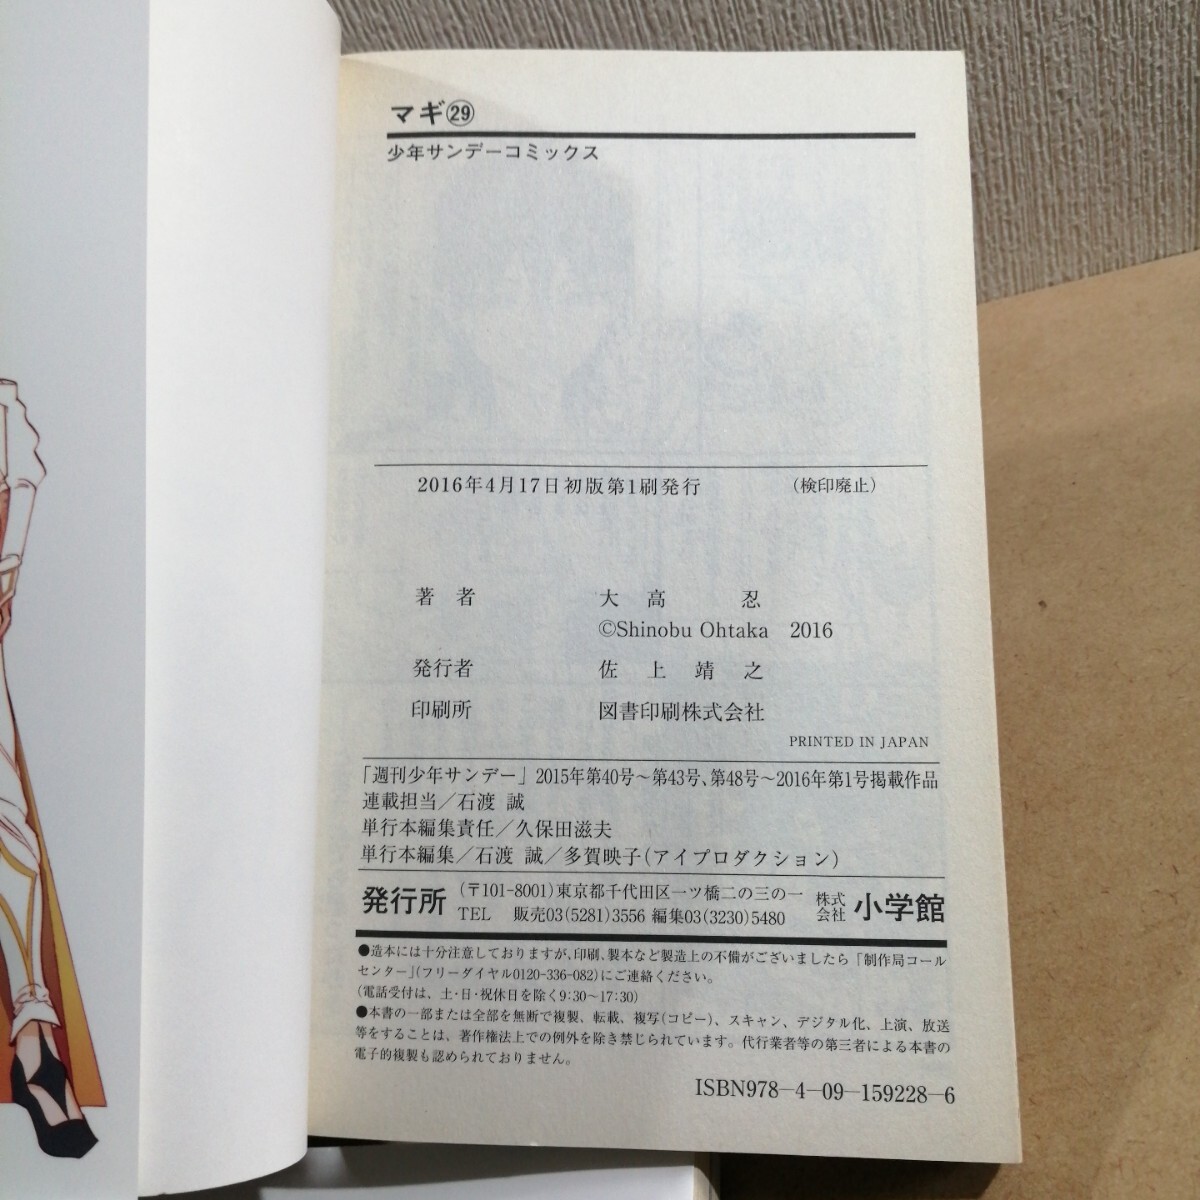 マギ㉙
少年サンデーコミックス
2016年4月17日初版第1刷発行 (検印廃止)
著者 大高 忍
©Shinobu Ohtaka 2016
発行者 佐上靖之
印刷所 図書印刷株式会社
PRINTED IN JAPAN
「週刊少年サンデー」2015年第40号～第43号、第48号～2016年第1号掲載作品
連載担当／石渡 誠
単行本編集責任／久保田滋夫
単行本編集／石渡 誠／多賀映子(アイプロダクション)
発行所 (〒101-8001)東京都千代田区一ツ橋二の三の一 株式会社 小学館
TEL 販売03(5281)3556 編集03(3230)5480
●造本には十分注意しておりますが、印刷、製本など製造上の不備がございましたら「制作局コール
センター」(フリーダイヤル0120-336-082)にご連絡ください。
(電話受付は、土・日・祝休日を除く9:30～17:30)
●本書の一部または全部を無断で複製、転載、複写(コピー)、スキャン、デジタル化、上演、放送
等をすることは、著作権法上での例外を除き禁じられています。代行業者等の第三者による本書の
電子的複製も認められておりません。
ISBN978-4-09-159228-6